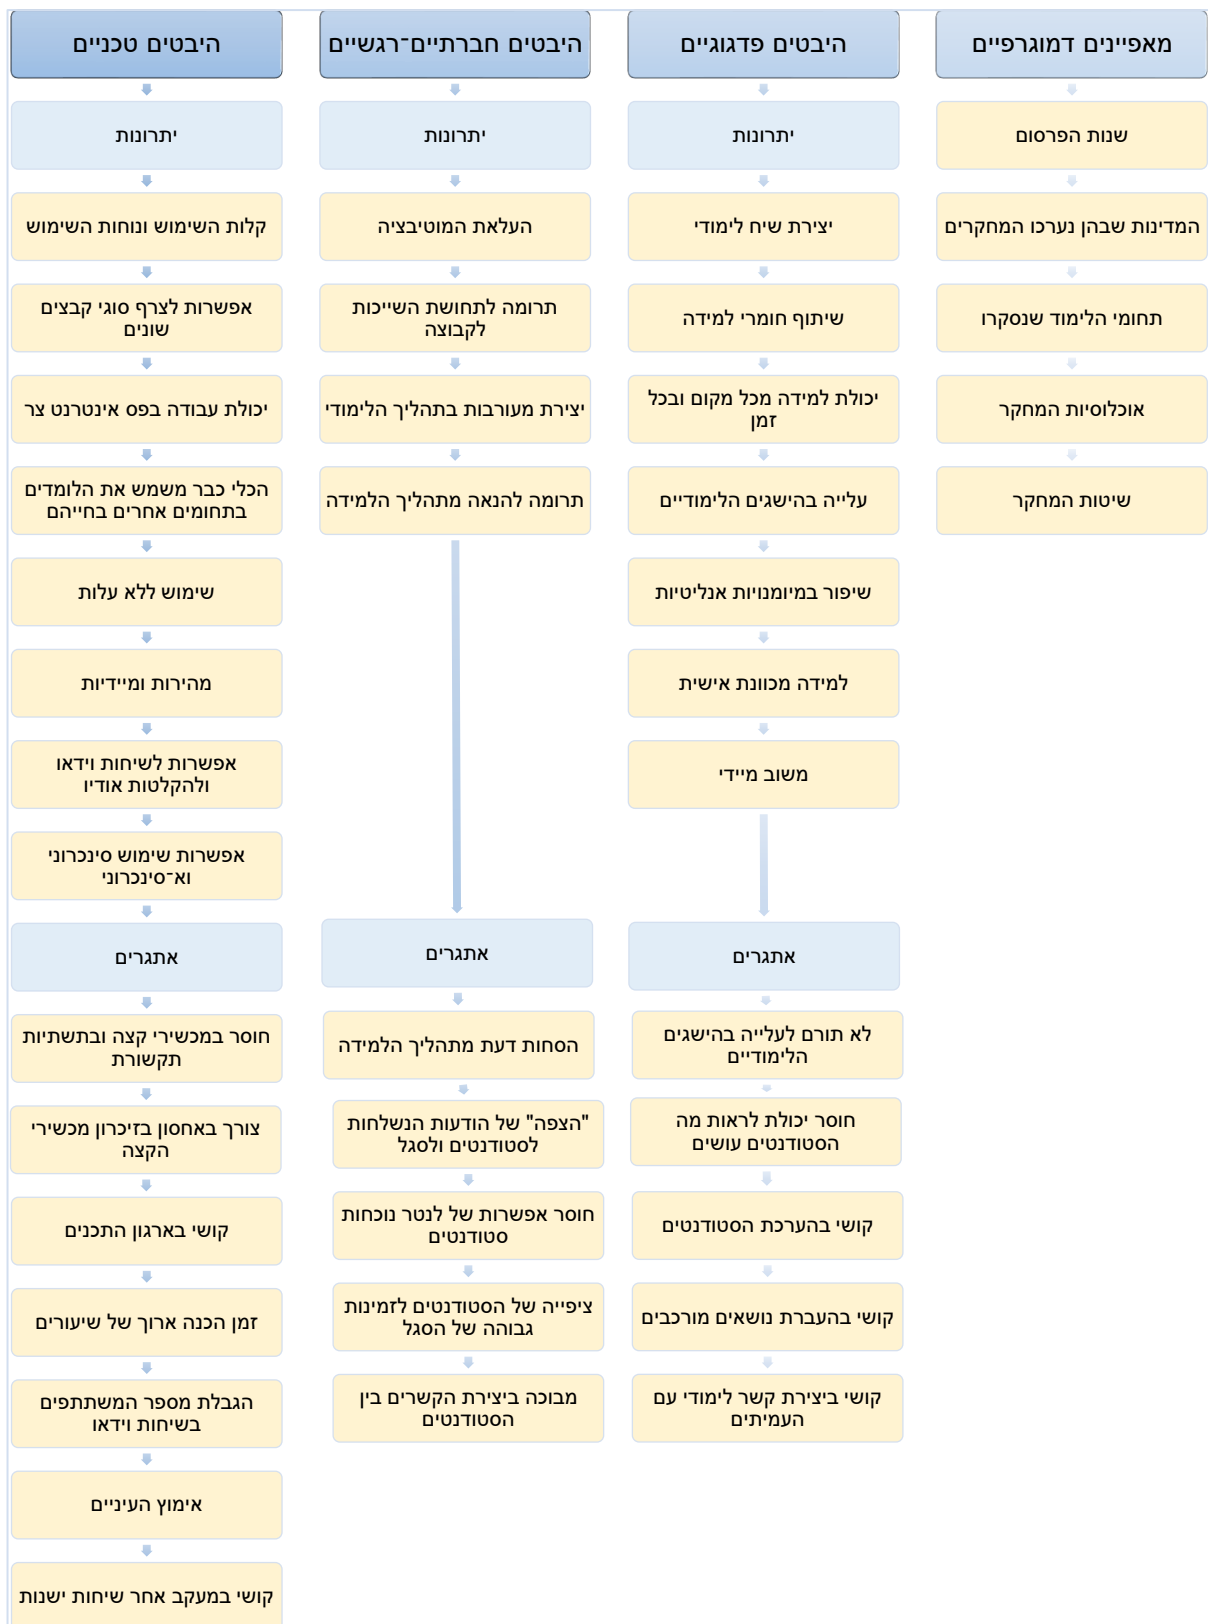 מאפיינים דמוגרפיים
שנות הפרסום
המדינות שבהן נערכו המחקרים
תחומי הלימוד שנסקרו
אוכלוסיות המחקר
שיטות המחקר
היבטים פדגוגיים
יתרונות
יצירת שיח לימודי
שיתוף חומרי למידה
יכולת למידה מכל מקום ובכל
זמן
עלייה בהישגים הלימודיים
שיפור במיומנויות אנליטיות
למידה מכוונת אישית
משוב מיידי
אתגרים
לא תורם לעלייה בהישגים
הלימודיים
חוסר יכולת לראות מה
הסטודנטים עושים
קושי בהערכת הסטודנטים
קושי בהעברת נושאים מורכבים
קושי ביצירת קשר לימודי עם
העמיתים
היבטים חברתיים־רגשיים
יתרונות
העלאת המוטיבציה
תרומה לתחושת השייכות
לקבוצה
יצירת מעורבות בתהליך הלימודי
תרומה להנאה מתהליך הלמידה
אתגרים
הסחות דעת מתהליך הלמידה
"הצפה" של הודעות הנשלחות
לסטודנטים ולסגל
חוסר אפשרות של לנטר נוכחות
סטודנטים
ציפייה של הסטודנטים לזמינות
גבוהה של הסגל
מבוכה ביצירת הקשרים בין
הסטודנטים
היבטים טכניים
יתרונות
קלות השימוש ונוחות השימוש
אפשרות לצרף סוגי קבצים
שונים
יכולת עבודה בפס אינטרנט צר
הכלי כבר משמש את הלומדים
בתחומים אחרים בחייהם
שימוש ללא עלות
מהירות ומיידיות
אפשרות לשיחות וידאו
ולהקלטות אודיו
אפשרות שימוש סינכרוני
וא־סינכרוני
אתגרים
חוסר במכשירי קצה ובתשתיות
תקשורת
צורך באחסון בזיכרון מכשירי
הקצה
קושי בארגון התכנים
זמן הכנה ארוך של שיעורים
הגבלת מספר המשתתפים
בשיחות וידאו
אימוץ העיניים
קושי במעקב אחר שיחות ישנות